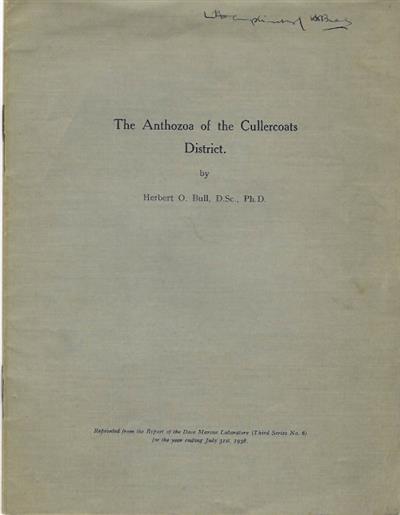 The Anthozoa of the Cullercoats
District.
by
Herbert O. Bull, D.Sc., Ph.D.
Reprinted from the Report of the Dove Marine Laboratory (Third Series No. 6)
for the year ending July 31st, 1938.